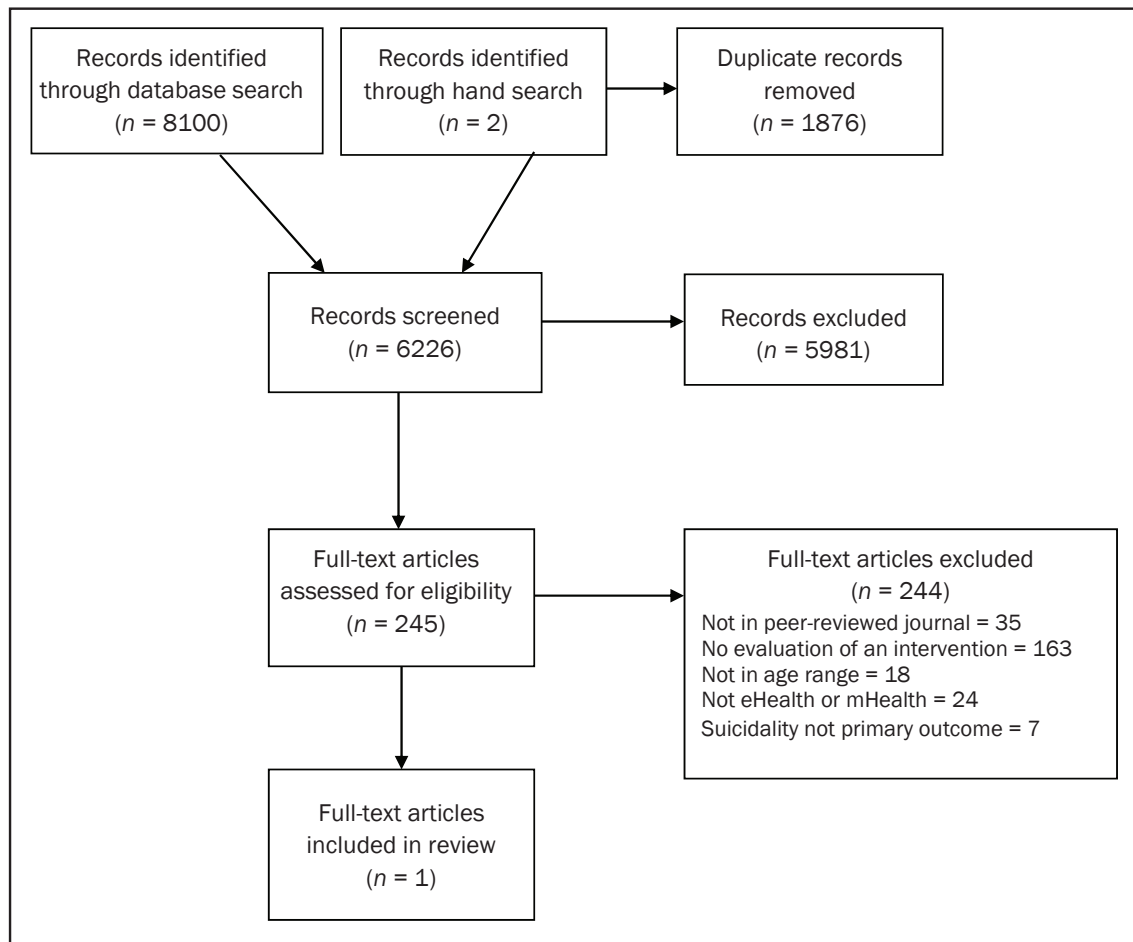 Records identified
through database search
(n = 8100)
Records identified
through hand search
(n = 2)
Duplicate records
removed
(n = 1876)
Records screened
(n = 6226)
Records excluded
(n = 5981)
Full-text articles
assessed for eligibility
(n = 245)
Full-text articles excluded
(n = 244)
Not in peer-reviewed journal = 35
No evaluation of an intervention = 163
Not in age range = 18
Not eHealth or mHealth = 24
Suicidality not primary outcome = 7
Full-text articles
included in review
(n = 1)